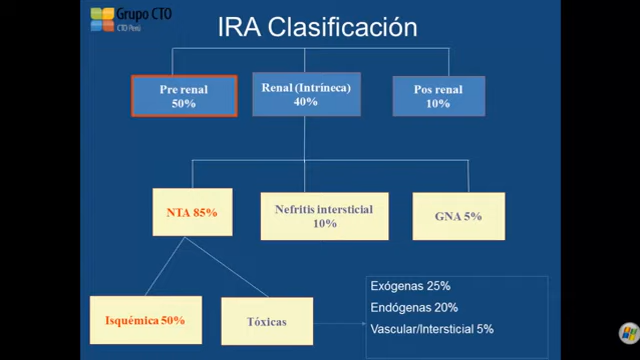 Grupo CTO
CTO Perú
IRA Clasificación
Pre renal
50%
Renal (Intríneca)
40%
Pos renal
10%
NTA 85%
Nefritis intersticial
10%
GNA 5%
Isquémica 50%
Tóxicas
Exógenas 25%
Endógenas 20%
Vascular/Intersticial 5%